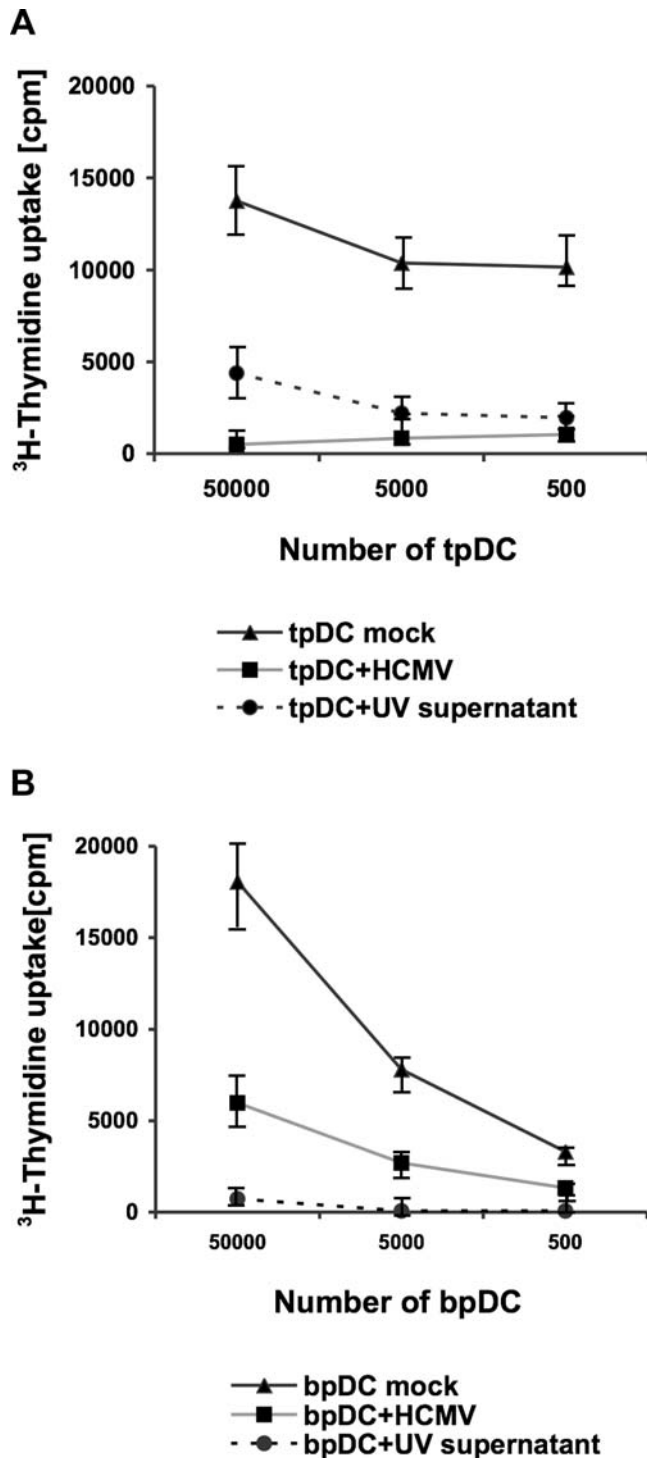 A
³H-Thymidine uptake [cpm]
20000
15000
10000
5000
0
50000 5000 500
Number of tpDC
tpDC mock
tpDC+HCMV
tpDC+UV supernatant
B
³H-Thymidine uptake[cpm]
20000
15000
10000
5000
0
50000 5000 500
Number of bpDC
bpDC mock
bpDC+HCMV
bpDC+UV supernatant